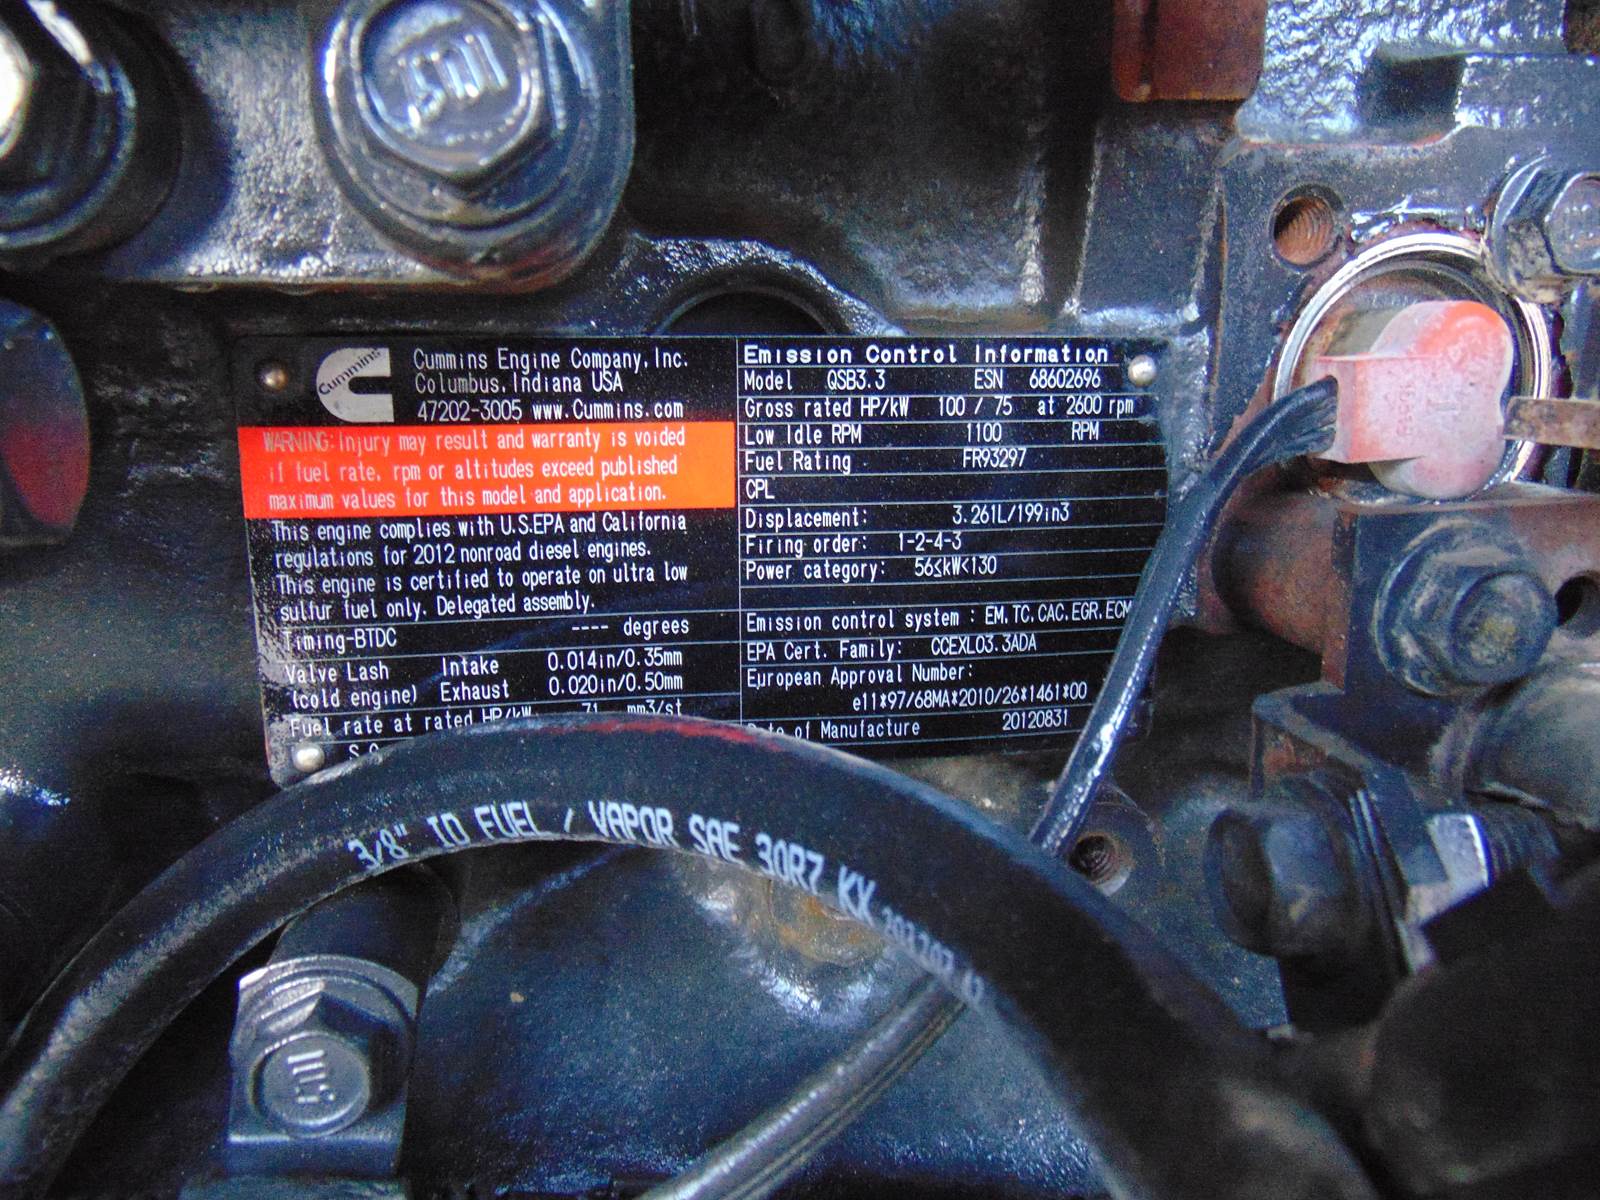 Cummins
Cummins Engine Company, Inc.
Columbus, Indiana USA
47202-3005 www.Cummins.com
WARNING: Injury may result and warranty is voided
if fuel rate, rpm or altitudes exceed published
maximum values for this model and application.
This engine complies with U.S.EPA and California
regulations for 2012 nonroad diesel engines.
This engine is certified to operate on ultra low
sulfur fuel only. Delegated assembly.
Timing-BTDC ---- degrees
Valve Lash Intake 0.014in/0.35mm
(cold engine) Exhaust 0.020in/0.50mm
Fuel rate at rated HP/kW 71 mm3/st
Emission Control Information
Model QSB3.3 ESN 68602696
Gross rated HP/kW 100 / 75 at 2600 rpm
Low Idle RPM 1100 RPM
Fuel Rating FR93297
CPL
Displacement: 3.261L/199in3
Firing order: 1-2-4-3
Power category: 56≤kW<130
Emission control system : EM, TC, CAC, EGR, ECM
EPA Cert. Family: CCEXL03.3ADA
European Approval Number:
e11*97/68MA*2010/26*1461*00
of Manufacture 20120831
3/8" ID FUEL / VAPOR SAE 30R7 KX